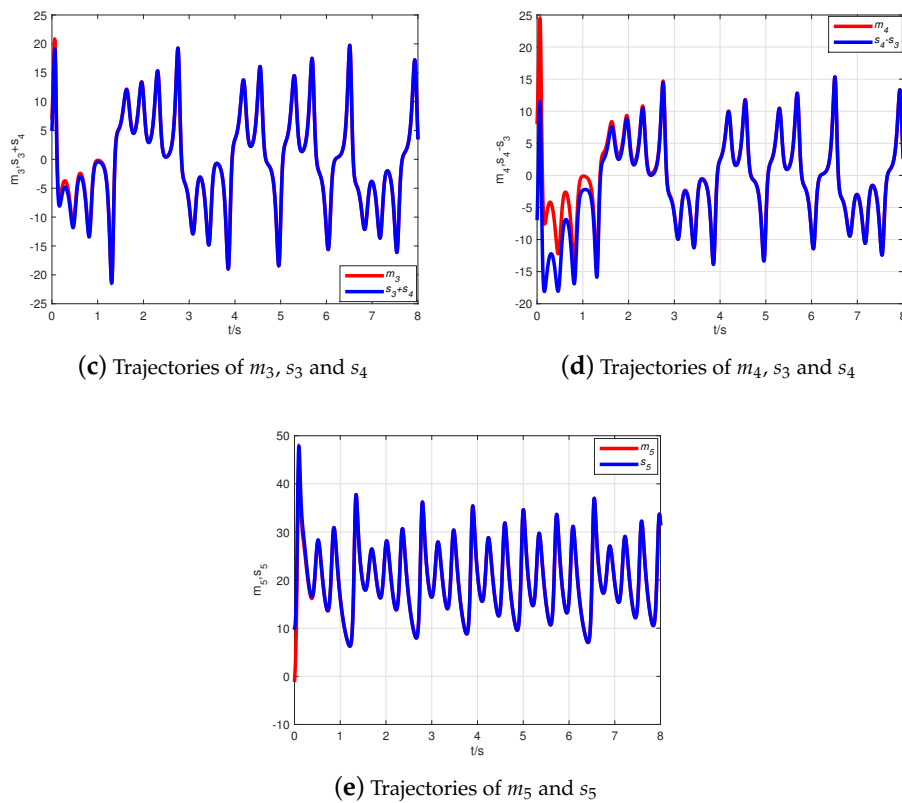 25
20
15
10
5
0
-5
-10
-15
-20
-25
m3,s3+s4
m3
s3+s4
0 1 2 3 4 5 6 7 8
t/s
(c) Trajectories of m3, s3 and s4
25
20
15
10
5
0
-5
-10
-15
-20
m4,s4-s3
m4
s4-s3
0 1 2 3 4 5 6 7 8
t/s
(d) Trajectories of m4, s3 and s4
50
40
30
20
10
0
-10
m5,s5
m5
s5
0 1 2 3 4 5 6 7 8
t/s
(e) Trajectories of m5 and s5